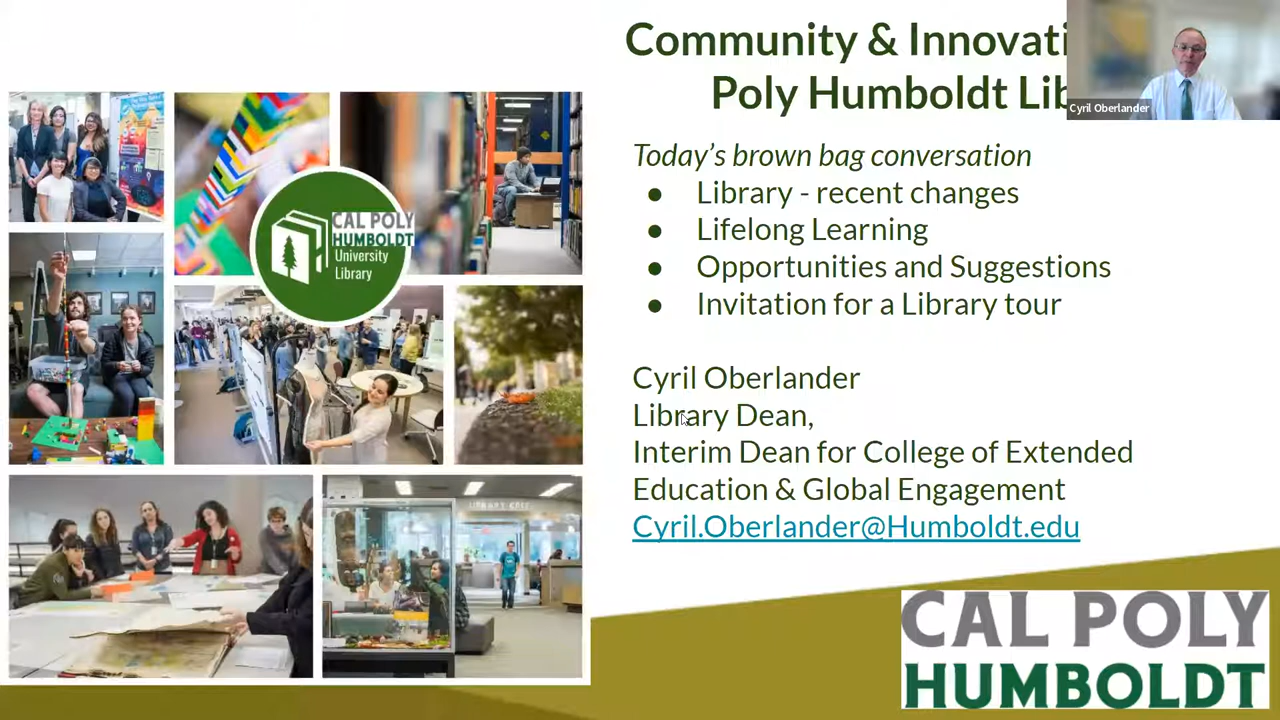 Community & Innovati
Poly Humboldt Lib
Cyril Oberlander
Today's brown bag conversation
● Library - recent changes
● Lifelong Learning
● Opportunities and Suggestions
● Invitation for a Library tour
Cyril Oberlander
Library Dean,
Interim Dean for College of Extended
Education & Global Engagement
Cyril.Oberlander@Humboldt.edu
CAL POLY
HUMBOLDT
University
Library
LIBRARY CAFE
CAL POLY
HUMBOLDT